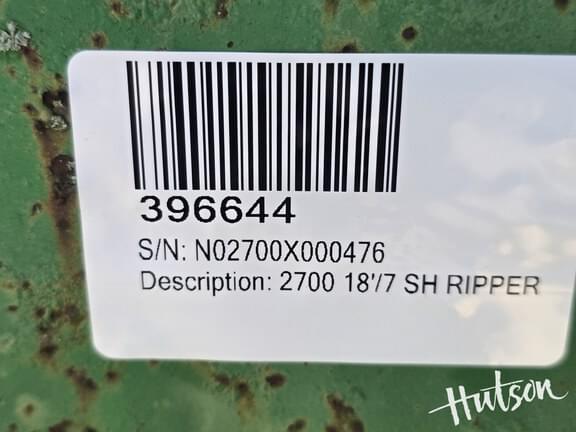 396644
S/N: N02700X000476
Description: 2700 18'/7 SH RIPPER
Hutson